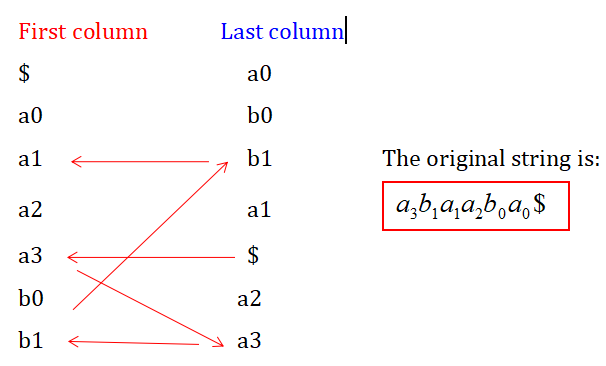 First column Last column
$ a0
a0 b0
a1 b1 The original string is:
a2 a1
a₃b₁a₁a₂b₀a₀$
a3 $
b0 a2
b1 a3